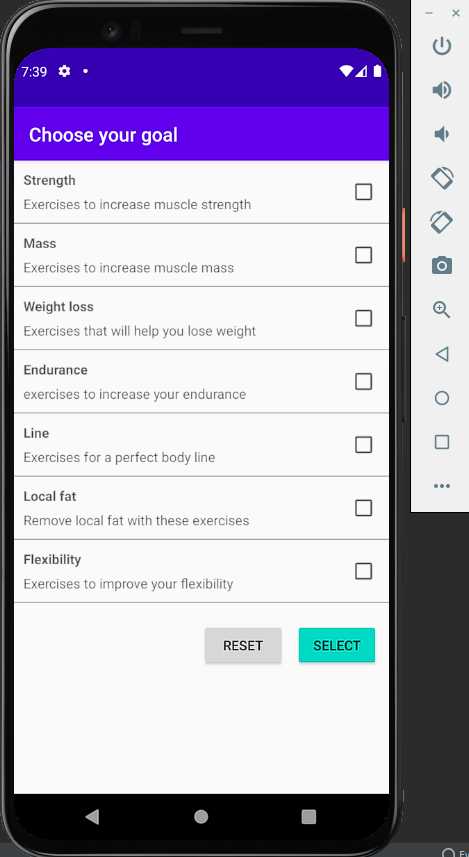 7:39
Choose your goal
Strength
Exercises to increase muscle strength
Mass
Exercises to increase muscle mass
Weight loss
Exercises that will help you lose weight
Endurance
exercises to increase your endurance
Line
Exercises for a perfect body line
Local fat
Remove local fat with these exercises
Flexibility
Exercises to improve your flexibility
RESET SELECT